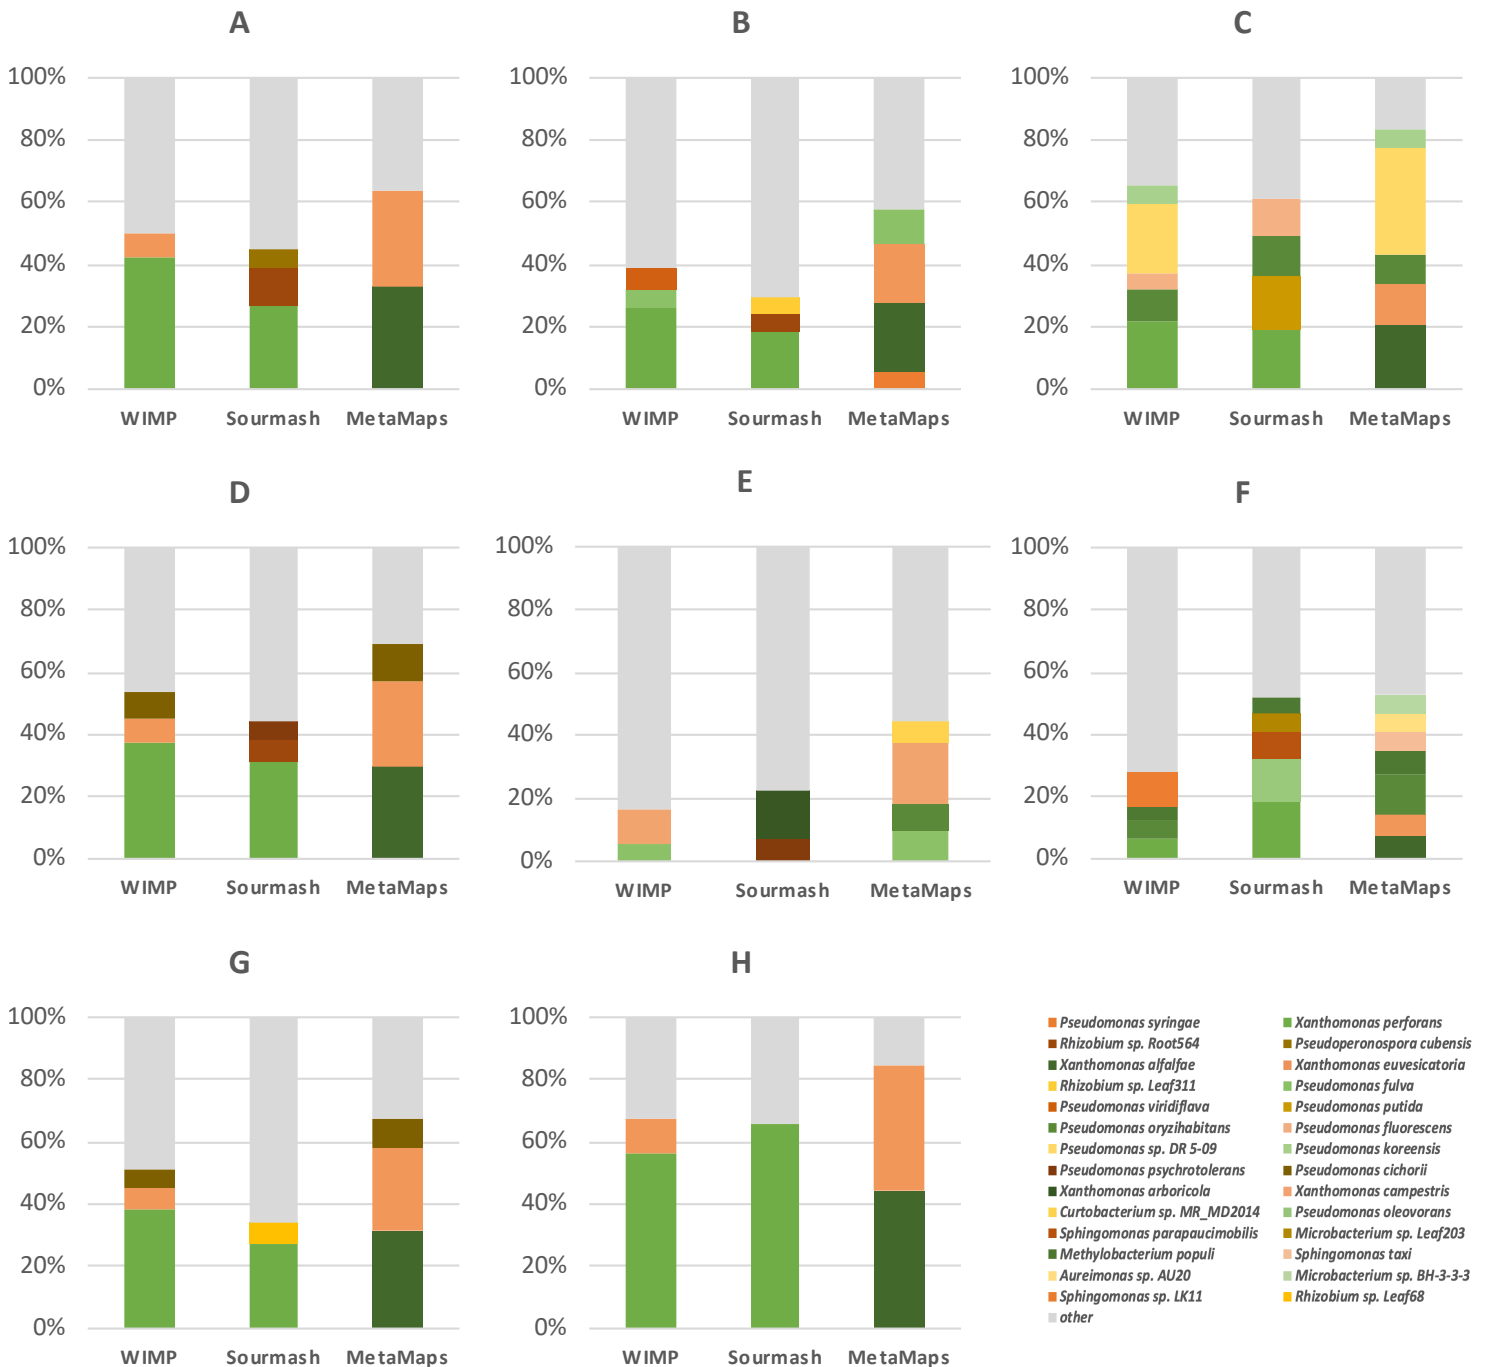 A
B
C
100%
80%
60%
40%
20%
0%
WIMP
Sourmash
MetaMaps
100%
80%
60%
40%
20%
0%
WIMP
Sourmash
MetaMaps
100%
80%
60%
40%
20%
0%
WIMP
Sourmash
MetaMaps
D
E
F
100%
80%
60%
40%
20%
0%
WIMP
Sourmash
MetaMaps
100%
80%
60%
40%
20%
0%
WIMP
Sourmash
MetaMaps
100%
80%
60%
40%
20%
0%
WIMP
Sourmash
MetaMaps
G
H
100%
80%
60%
40%
20%
0%
WIMP
Sourmash
MetaMaps
100%
80%
60%
40%
20%
0%
WIMP
Sourmash
MetaMaps
Pseudomonas syringae
Xanthomonas perforans
Rhizobium sp. Root564
Pseudoperonospora cubensis
Xanthomonas alfalfae
Xanthomonas euvesicatoria
Rhizobium sp. Leaf311
Pseudomonas fulva
Pseudomonas viridiflava
Pseudomonas putida
Pseudomonas oryzihabitans
Pseudomonas fluorescens
Pseudomonas sp. DR 5-09
Pseudomonas koreensis
Pseudomonas psychrotolerans
Pseudomonas cichorii
Xanthomonas arboricola
Xanthomonas campestris
Curtobacterium sp. MR_MD2014
Pseudomonas oleovorans
Sphingomonas parapaucimobilis
Microbacterium sp. Leaf203
Methylobacterium populi
Sphingomonas taxi
Aureimonas sp. AU20
Microbacterium sp. BH-3-3-3
Sphingomonas sp. LK11
Rhizobium sp. Leaf68
other